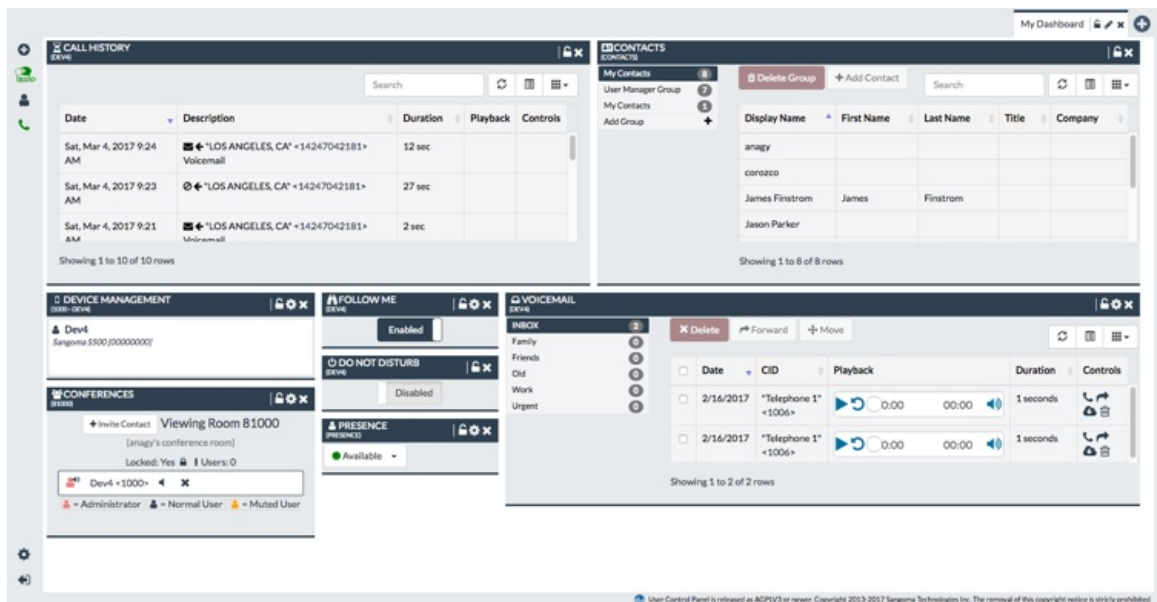 My Dashboard
CALL HISTORY
(DEV4)
Search
Date Description Duration Playback Controls
Sat, Mar 4, 2017 9:24 AM
"LOS ANGELES, CA" <14247042181> Voicemail
12 sec
Sat, Mar 4, 2017 9:23 AM
"LOS ANGELES, CA" <14247042181>
27 sec
Sat, Mar 4, 2017 9:21 AM
"LOS ANGELES, CA" <14247042181> Voicemail
2 sec
Showing 1 to 10 of 10 rows
CONTACTS
(CONTACTS)
My Contacts 8
User Manager Group 7
My Contacts 1
Add Group
Delete Group Add Contact Search
Display Name First Name Last Name Title Company
anagy
corozco
James Finstrom James Finstrom
Jason Parker
Showing 1 to 8 of 8 rows
DEVICE MANAGEMENT
(1000 - DEV4)
Dev4
Sangoma S500 [00000000]
CONFERENCES
(81000)
Invite Contact Viewing Room 81000
(anagy's conference room)
Locked: Yes | Users: 0
Dev4 <1000>
= Administrator = Normal User = Muted User
FOLLOW ME
(DEV4)
Enabled
DO NOT DISTURB
(DEV4)
Disabled
PRESENCE
(PRESENCE)
Available
VOICEMAIL
(DEV4)
INBOX 2
Family 0
Friends 0
Old 0
Work 0
Urgent 0
Delete Forward Move
Date CID Playback Duration Controls
2/16/2017 "Telephone 1" <1006> 0:00 00:00 1 seconds
2/16/2017 "Telephone 1" <1006> 0:00 00:00 1 seconds
Showing 1 to 2 of 2 rows
User Control Panel is released as AGPLV3 or newer. Copyright 2013-2017 Sangoma Technologies Inc. The removal of this copyright notice is strictly prohibited